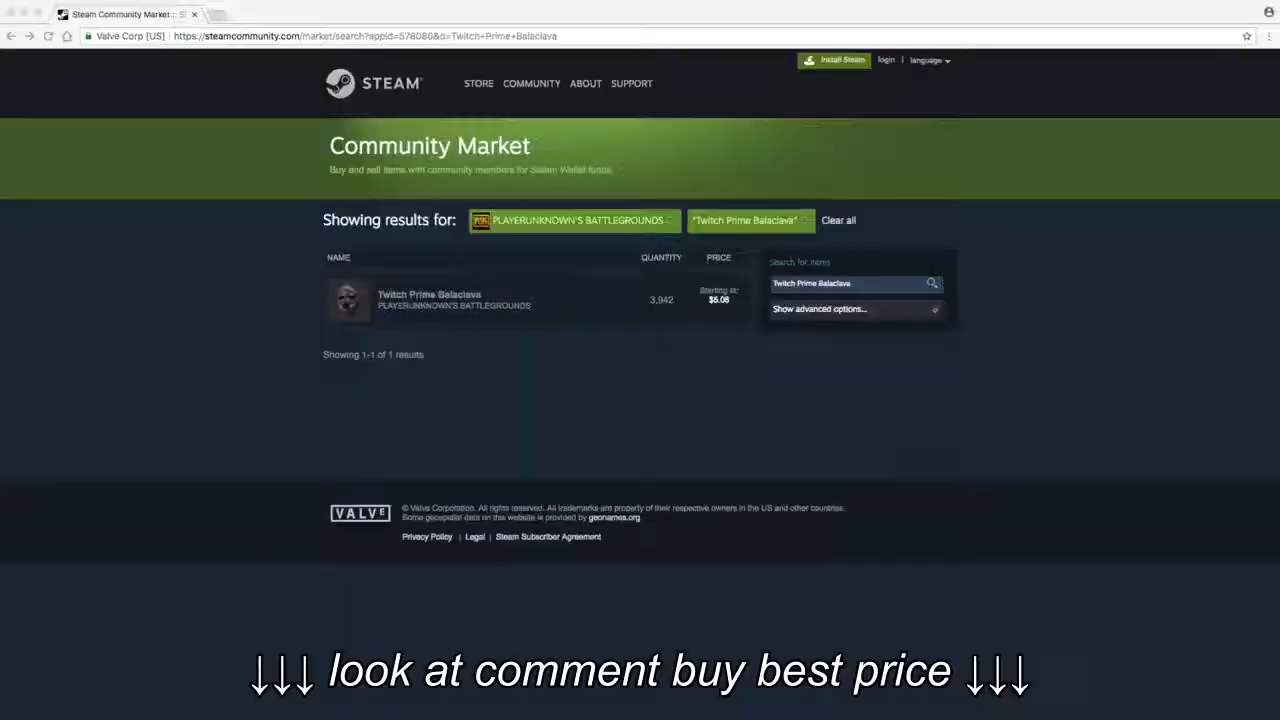 Steam Community Market :: S
Valve Corp [US] | https://steamcommunity.com/market/search?appid=578080&q=Twitch+Prime+Balaclava
Install Steam login | language
STEAM STORE COMMUNITY ABOUT SUPPORT
Community Market
Buy and sell items with community members for Steam Wallet funds.
Showing results for: PLAYERUNKNOWN'S BATTLEGROUNDS "Twitch Prime Balaclava" Clear all
NAME QUANTITY PRICE
Search for items
Twitch Prime Balaclava
Show advanced options...
Twitch Prime Balaclava
PLAYERUNKNOWN'S BATTLEGROUNDS
3,942
Starting at:
$5.08
Showing 1-1 of 1 results
VALVE
© Valve Corporation. All rights reserved. All trademarks are property of their respective owners in the US and other countries.
Some geospatial data on this website is provided by geonames.org.
Privacy Policy | Legal | Steam Subscriber Agreement
↓↓↓ look at comment buy best price ↓↓↓